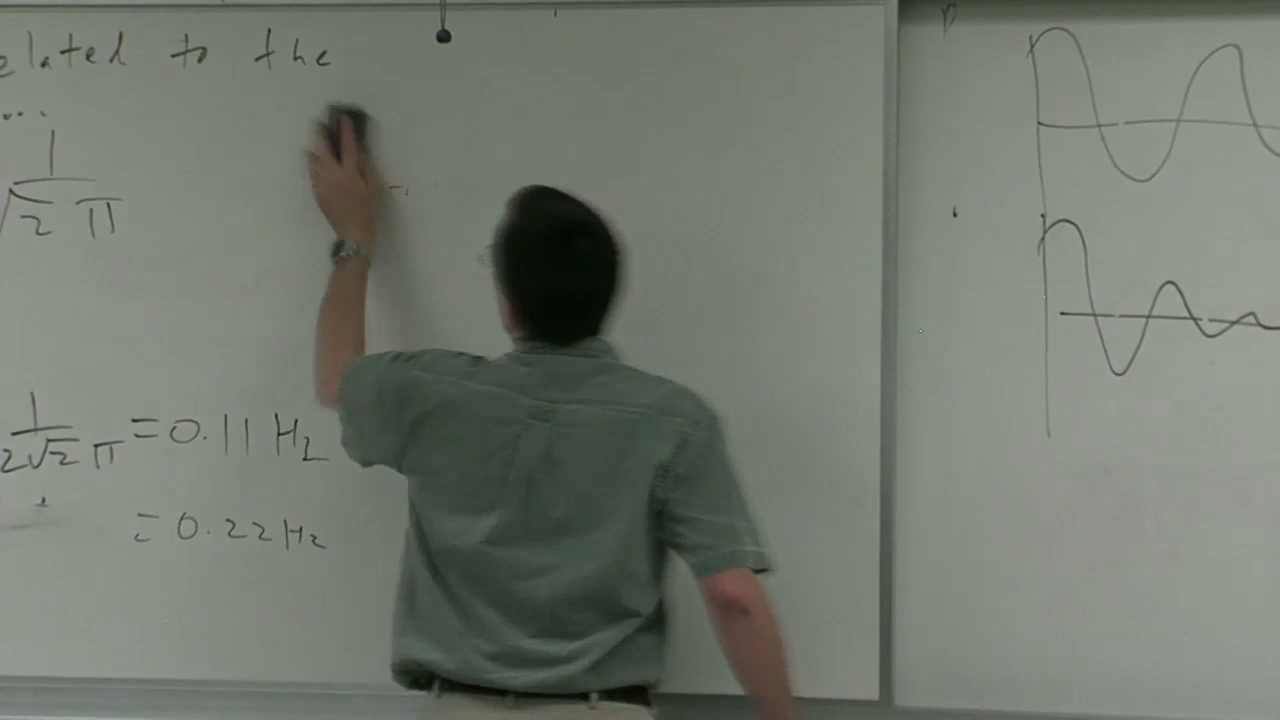 elated to the
...
1
√2 π
1
2√2 π = 0.11 Hz
= 0.22 Hz